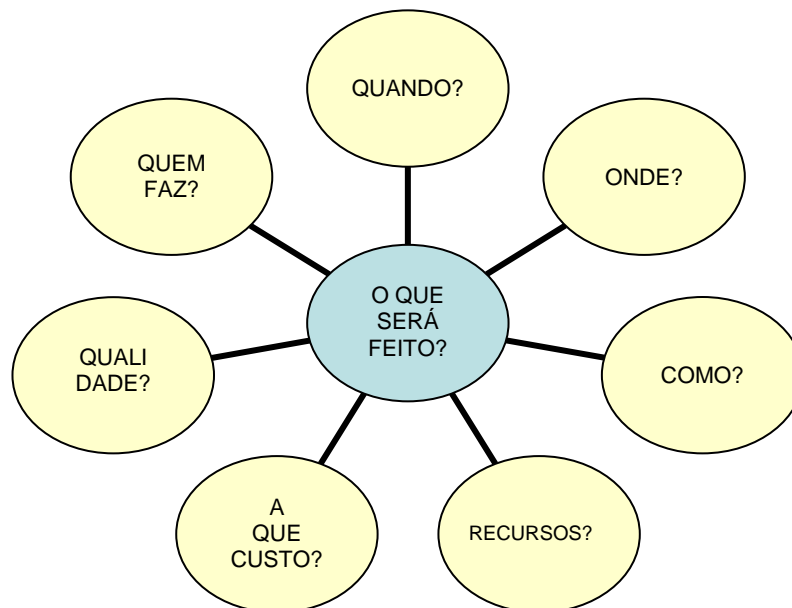 QUANDO?
QUEM
FAZ?
ONDE?
O QUE
SERÁ
FEITO?
QUALI
DADE?
COMO?
A
QUE
CUSTO?
RECURSOS?